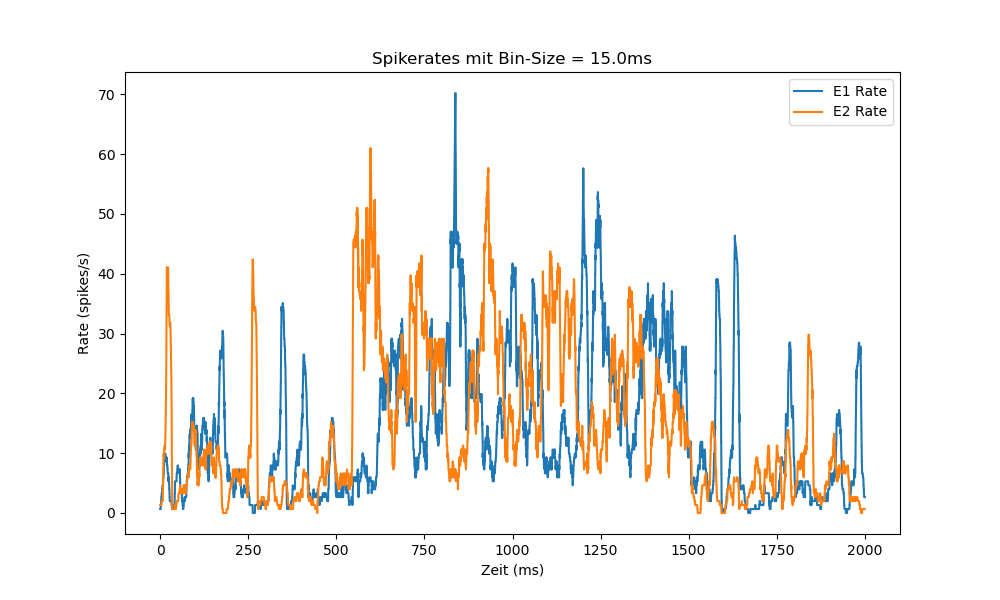 Spikerates mit Bin-Size = 15.0ms
E1 Rate
E2 Rate
70
60
50
40
30
20
10
0
Rate (spikes/s)
0 250 500 750 1000 1250 1500 1750 2000
Zeit (ms)